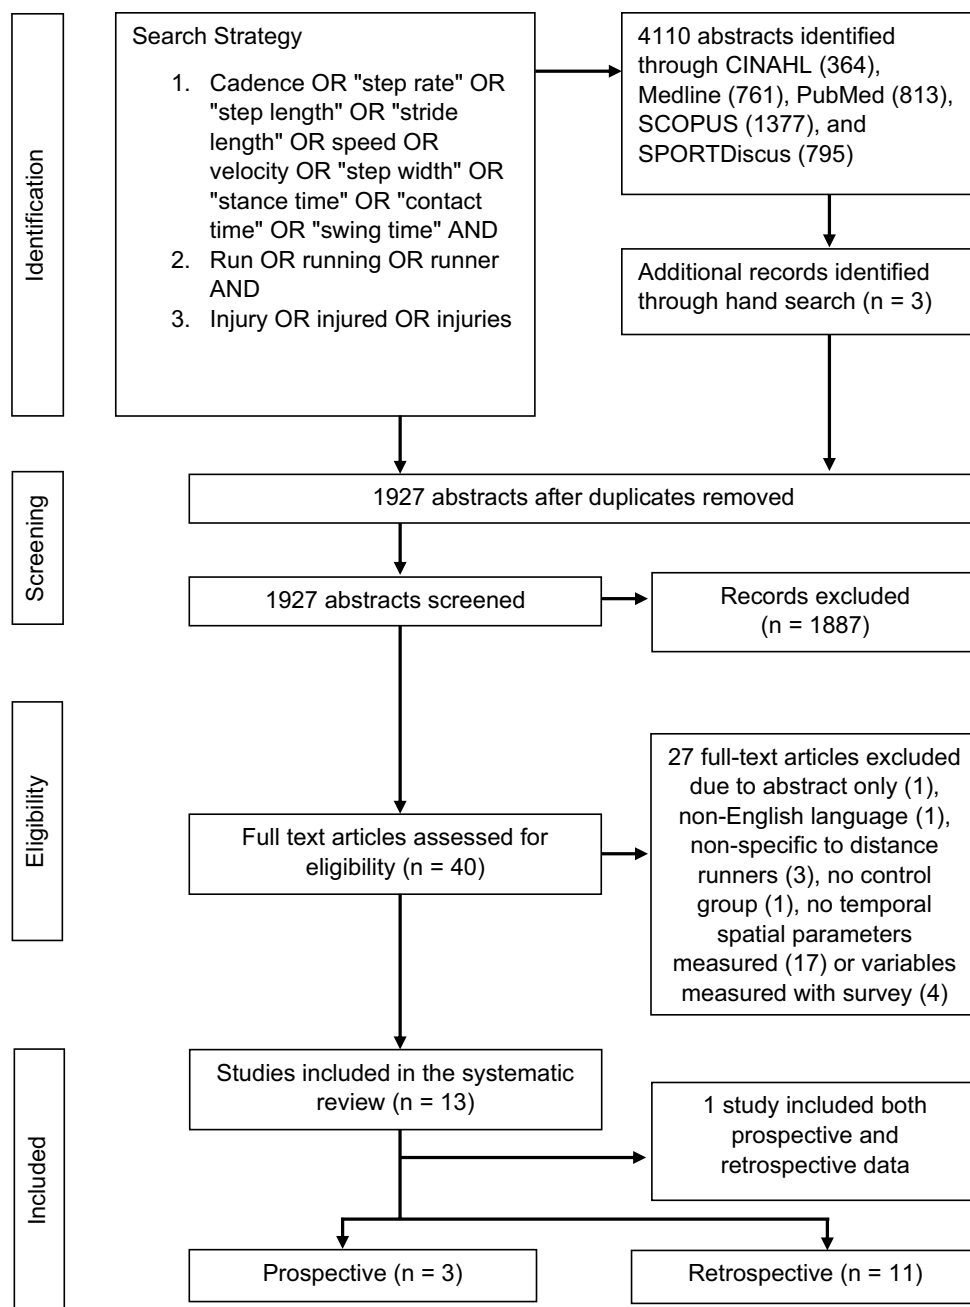 Identification
Search Strategy
1. Cadence OR "step rate" OR
"step length" OR "stride
length" OR speed OR
velocity OR "step width" OR
"stance time" OR "contact
time" OR "swing time" AND
2. Run OR running OR runner
AND
3. Injury OR injured OR injuries
4110 abstracts identified
through CINAHL (364),
Medline (761), PubMed (813),
SCOPUS (1377), and
SPORTDiscus (795)
Additional records identified
through hand search (n = 3)
Screening
1927 abstracts after duplicates removed
1927 abstracts screened
Records excluded
(n = 1887)
Eligibility
Full text articles assessed for
eligibility (n = 40)
27 full-text articles excluded
due to abstract only (1),
non-English language (1),
non-specific to distance
runners (3), no control
group (1), no temporal
spatial parameters
measured (17) or variables
measured with survey (4)
Included
Studies included in the systematic
review (n = 13)
1 study included both
prospective and
retrospective data
Prospective (n = 3)
Retrospective (n = 11)